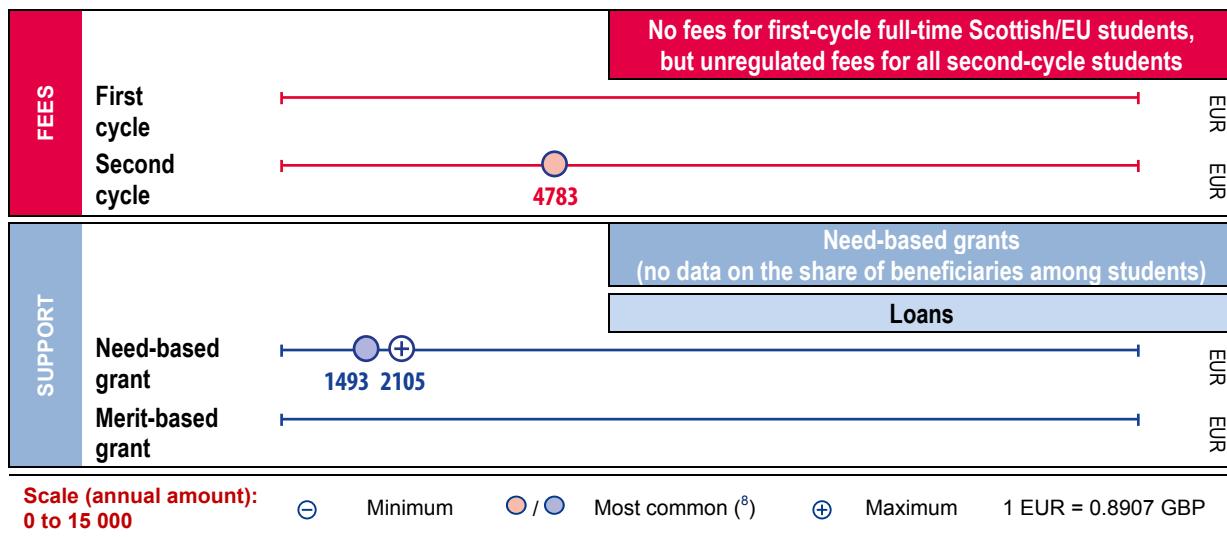 No fees for first-cycle full-time Scottish/EU students,
but unregulated fees for all second-cycle students
FEES
First
cycle
EUR
Second
cycle
4783
EUR
Need-based grants
(no data on the share of beneficiaries among students)
Loans
SUPPORT
Need-based
grant
1493 2105
EUR
Merit-based
grant
EUR
Scale (annual amount):
0 to 15 000
Minimum
/
Most common (⁸)
Maximum
1 EUR = 0.8907 GBP